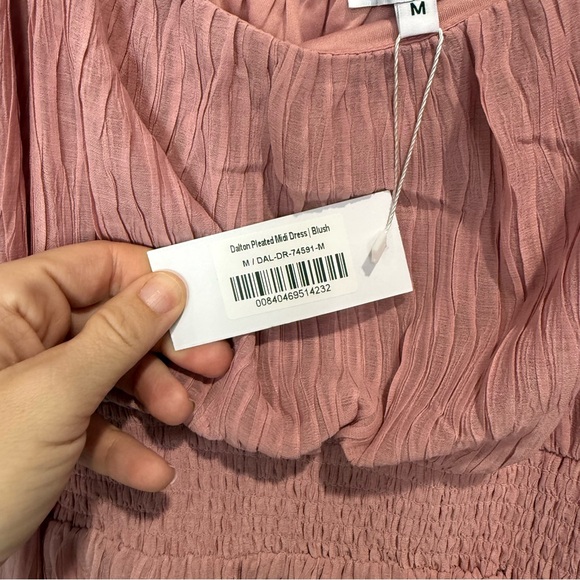 M
Dalton Pleated Midi Dress | Blush
M / DAL-DR-74591-M
00840469514232